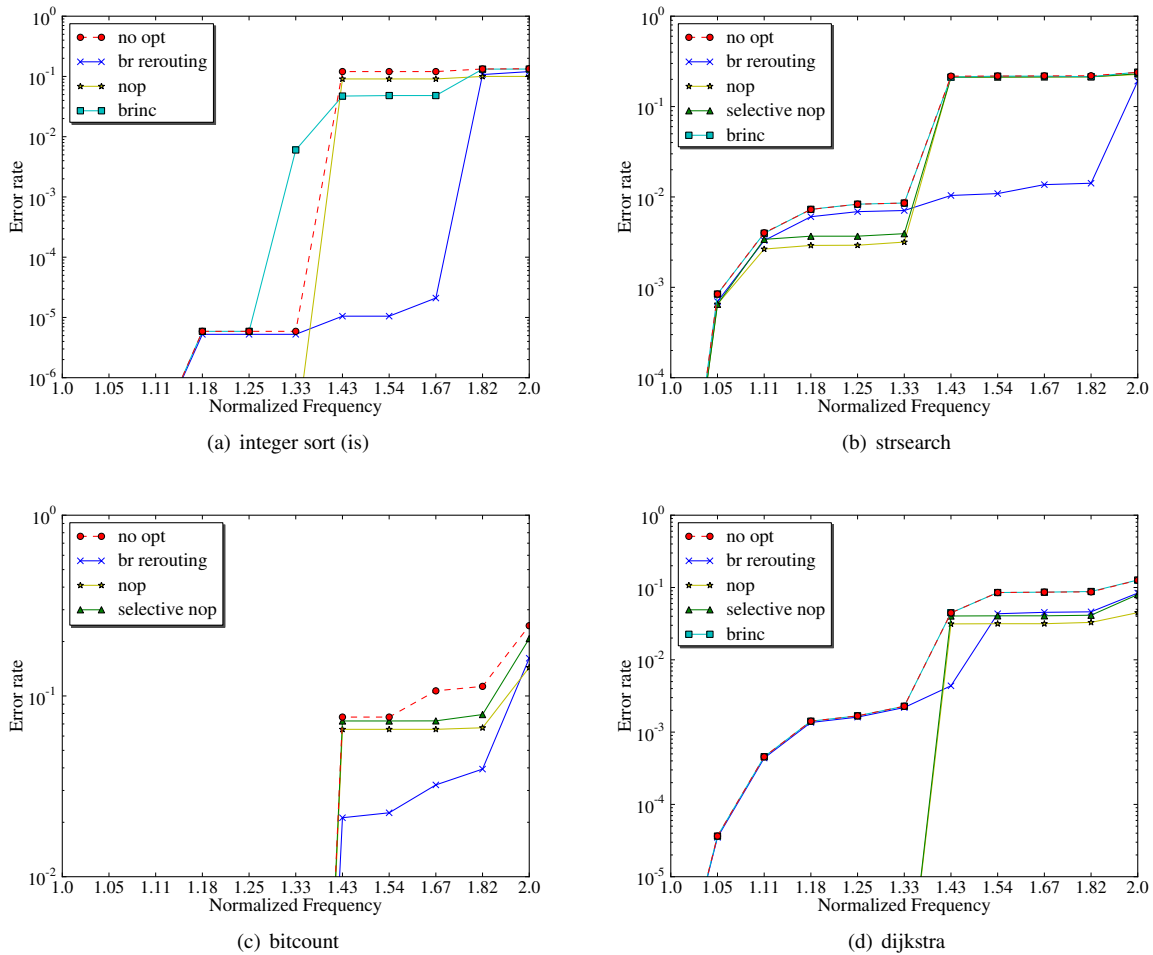 10^0
10^-1
10^-2
10^-3
10^-4
10^-5
10^-6
Error rate
no opt
br rerouting
nop
brinc
1.0 1.05 1.11 1.18 1.25 1.33 1.43 1.54 1.67 1.82 2.0
Normalized Frequency
(a) integer sort (is)
10^0
10^-1
10^-2
10^-3
10^-4
Error rate
no opt
br rerouting
nop
selective nop
brinc
1.0 1.05 1.11 1.18 1.25 1.33 1.43 1.54 1.67 1.82 2.0
Normalized Frequency
(b) strsearch
10^0
10^-1
10^-2
Error rate
no opt
br rerouting
nop
selective nop
1.0 1.05 1.11 1.18 1.25 1.33 1.43 1.54 1.67 1.82 2.0
Normalized Frequency
(c) bitcount
10^0
10^-1
10^-2
10^-3
10^-4
10^-5
Error rate
no opt
br rerouting
nop
selective nop
brinc
1.0 1.05 1.11 1.18 1.25 1.33 1.43 1.54 1.67 1.82 2.0
Normalized Frequency
(d) dijkstra